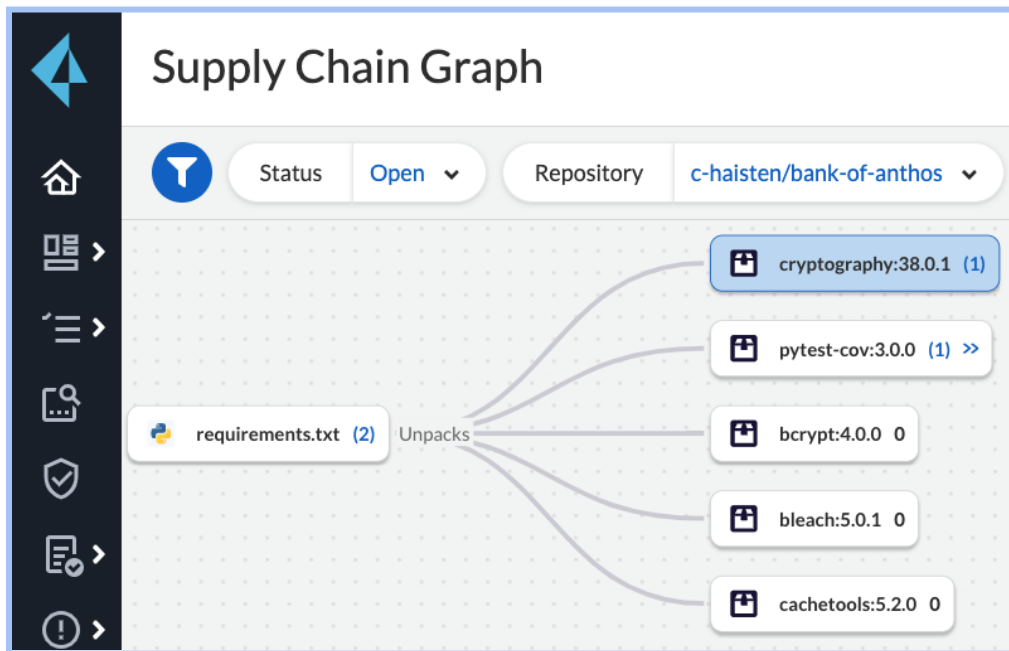 Supply Chain Graph
Status Open Repository c-haisten/bank-of-anthos
cryptography:38.0.1 (1)
pytest-cov:3.0.0 (1) >>
requirements.txt (2) Unpacks
bcrypt:4.0.0 0
bleach:5.0.1 0
cachetools:5.2.0 0